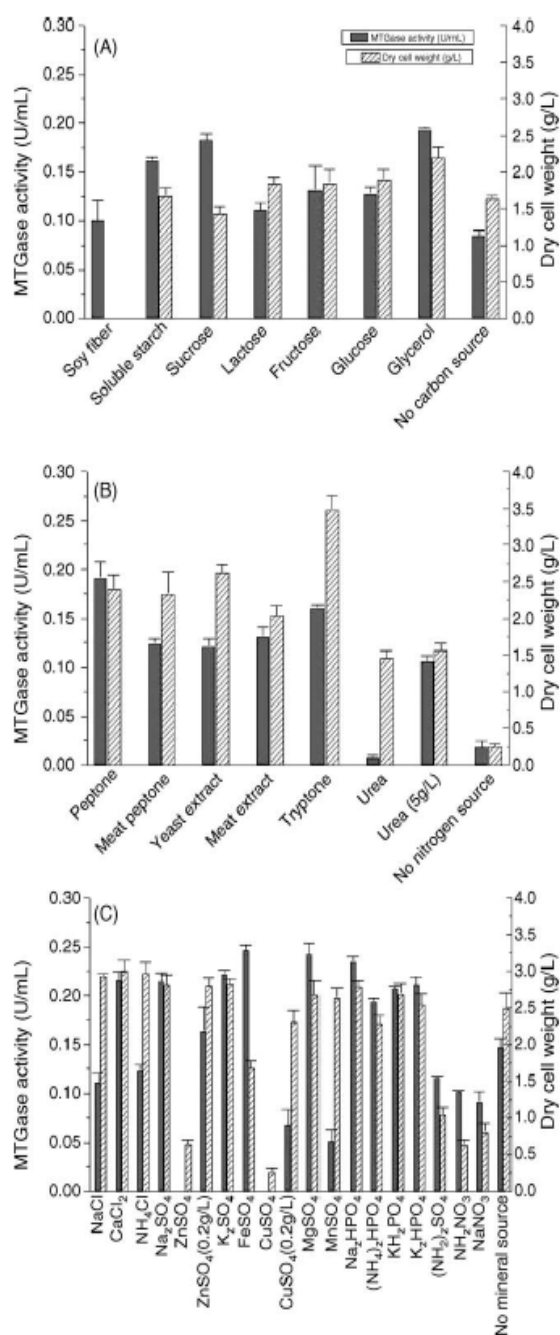 (A)
MTGase activity (U/mL)
Dry cell weight (g/L)
MTGase activity (U/mL)
Dry cell weight (g/L)
0.30
0.25
0.20
0.15
0.10
0.05
0.00
4.0
3.5
3.0
2.5
2.0
1.5
1.0
0.5
0.0
Soy fiber
Soluble starch
Sucrose
Lactose
Fructose
Glucose
Glycerol
No carbon source
(B)
MTGase activity (U/mL)
Dry cell weight (g/L)
0.30
0.25
0.20
0.15
0.10
0.05
0.00
4.0
3.5
3.0
2.5
2.0
1.5
1.0
0.5
0.0
Peptone
Meat peptone
Yeast extract
Meat extract
Tryptone
Urea
Urea (5g/L)
No nitrogen source
(C)
MTGase activity (U/mL)
Dry cell weight (g/L)
0.30
0.25
0.20
0.15
0.10
0.05
0.00
4.0
3.5
3.0
2.5
2.0
1.5
1.0
0.5
0.0
NaCl
CaCl₂
NH₄Cl
Na₂SO₄
ZnSO₄
ZnSO₄(0.2g/L)
K₂SO₄
FeSO₄
CuSO₄
CuSO₄(0.2g/L)
MgSO₄
MnSO₄
Na₂HPO₄
(NH₄)₂HPO₄
KH₂PO₄
K₂HPO₄
(NH₂)₂SO₄
NH₂NO₃
NaNO₃
No mineral source